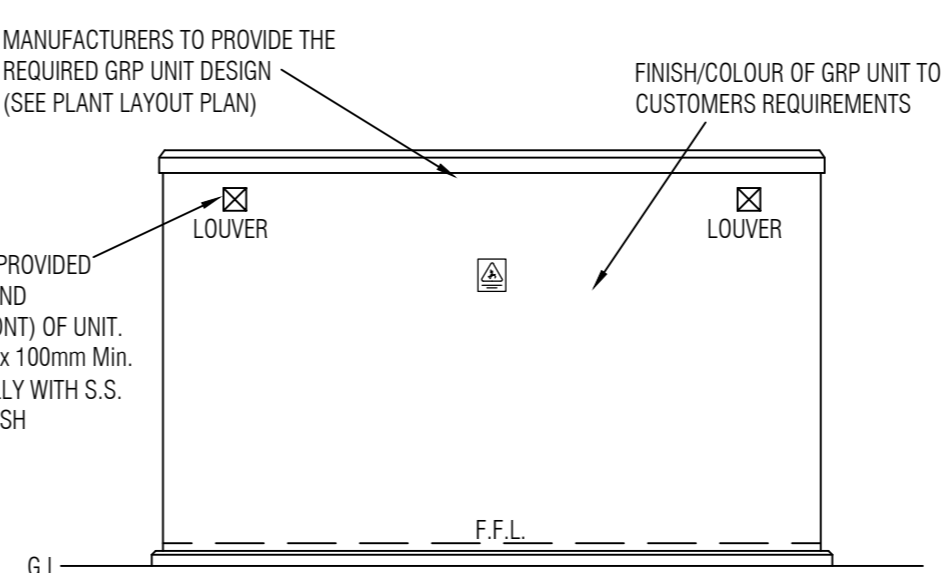 MANUFACTURERS TO PROVIDE THE
REQUIRED GRP UNIT DESIGN
(SEE PLANT LAYOUT PLAN)
FINISH/COLOUR OF GRP UNIT TO
CUSTOMERS REQUIREMENTS
LOUVER
LOUVER
PROVIDED
ND
ONT) OF UNIT.
x 100mm Min.
LLY WITH S.S.
SH
F.F.L.
G.L